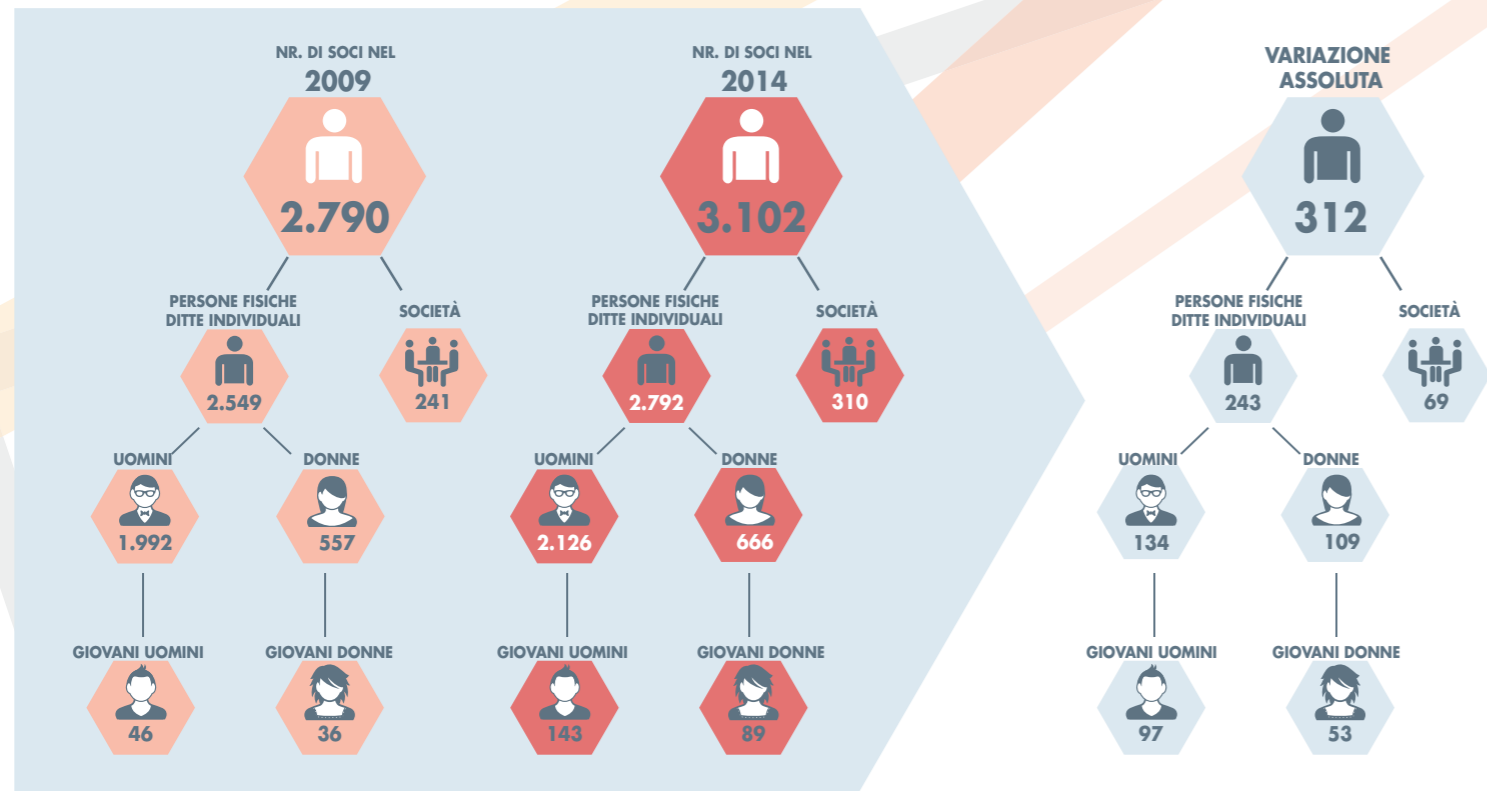 NR. DI SOCI NEL
2009
2.790
PERSONE FISICHE
DITTE INDIVIDUALI
2.549
SOCIETÀ
241
UOMINI
1.992
DONNE
557
GIOVANI UOMINI
46
GIOVANI DONNE
36
NR. DI SOCI NEL
2014
3.102
PERSONE FISICHE
DITTE INDIVIDUALI
2.792
SOCIETÀ
310
UOMINI
2.126
DONNE
666
GIOVANI UOMINI
143
GIOVANI DONNE
89
VARIAZIONE
ASSOLUTA
312
PERSONE FISICHE
DITTE INDIVIDUALI
243
SOCIETÀ
69
UOMINI
134
DONNE
109
GIOVANI UOMINI
97
GIOVANI DONNE
53